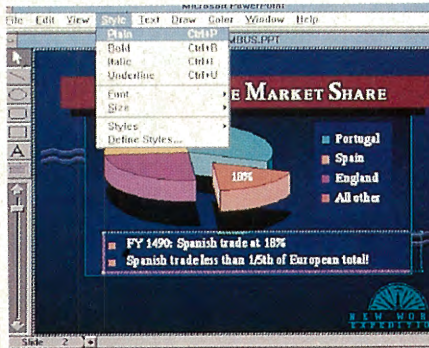 Microsoft PowerPoint
File Edit View Style Text Draw Color Window Help
MBUS.PPT
Plain Ctrl+P
Bold Ctrl+B
Italic Ctrl+I
Underline Ctrl+U
Font
Size
Styles
Define Styles...
E MARKET SHARE
Portugal
Spain
England
All other
18%
FY 1490: Spanish trade at 18%
Spanish trade less than 1/5th of European total!
NEW WOR
EXPEDITIO
A
Slide 2